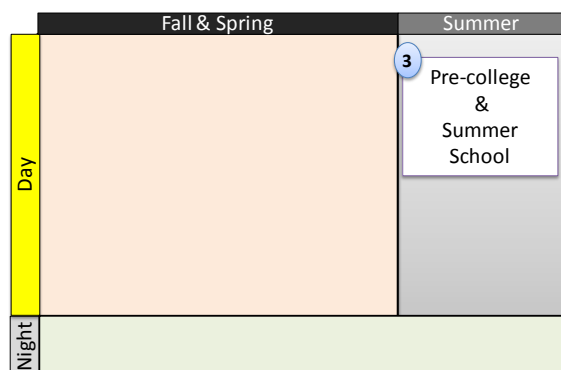 Fall & Spring
Summer
3
Pre-college
&
Summer
School
Day
Night